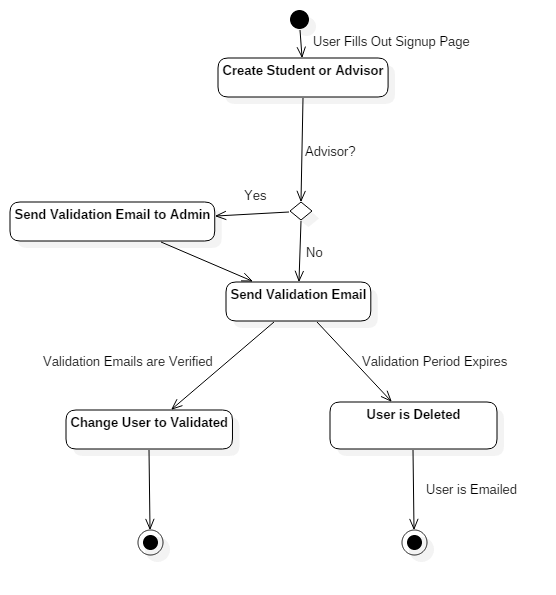 User Fills Out Signup Page
Create Student or Advisor
Advisor?
Yes
Send Validation Email to Admin
No
Send Validation Email
Validation Emails are Verified
Validation Period Expires
Change User to Validated
User is Deleted
User is Emailed